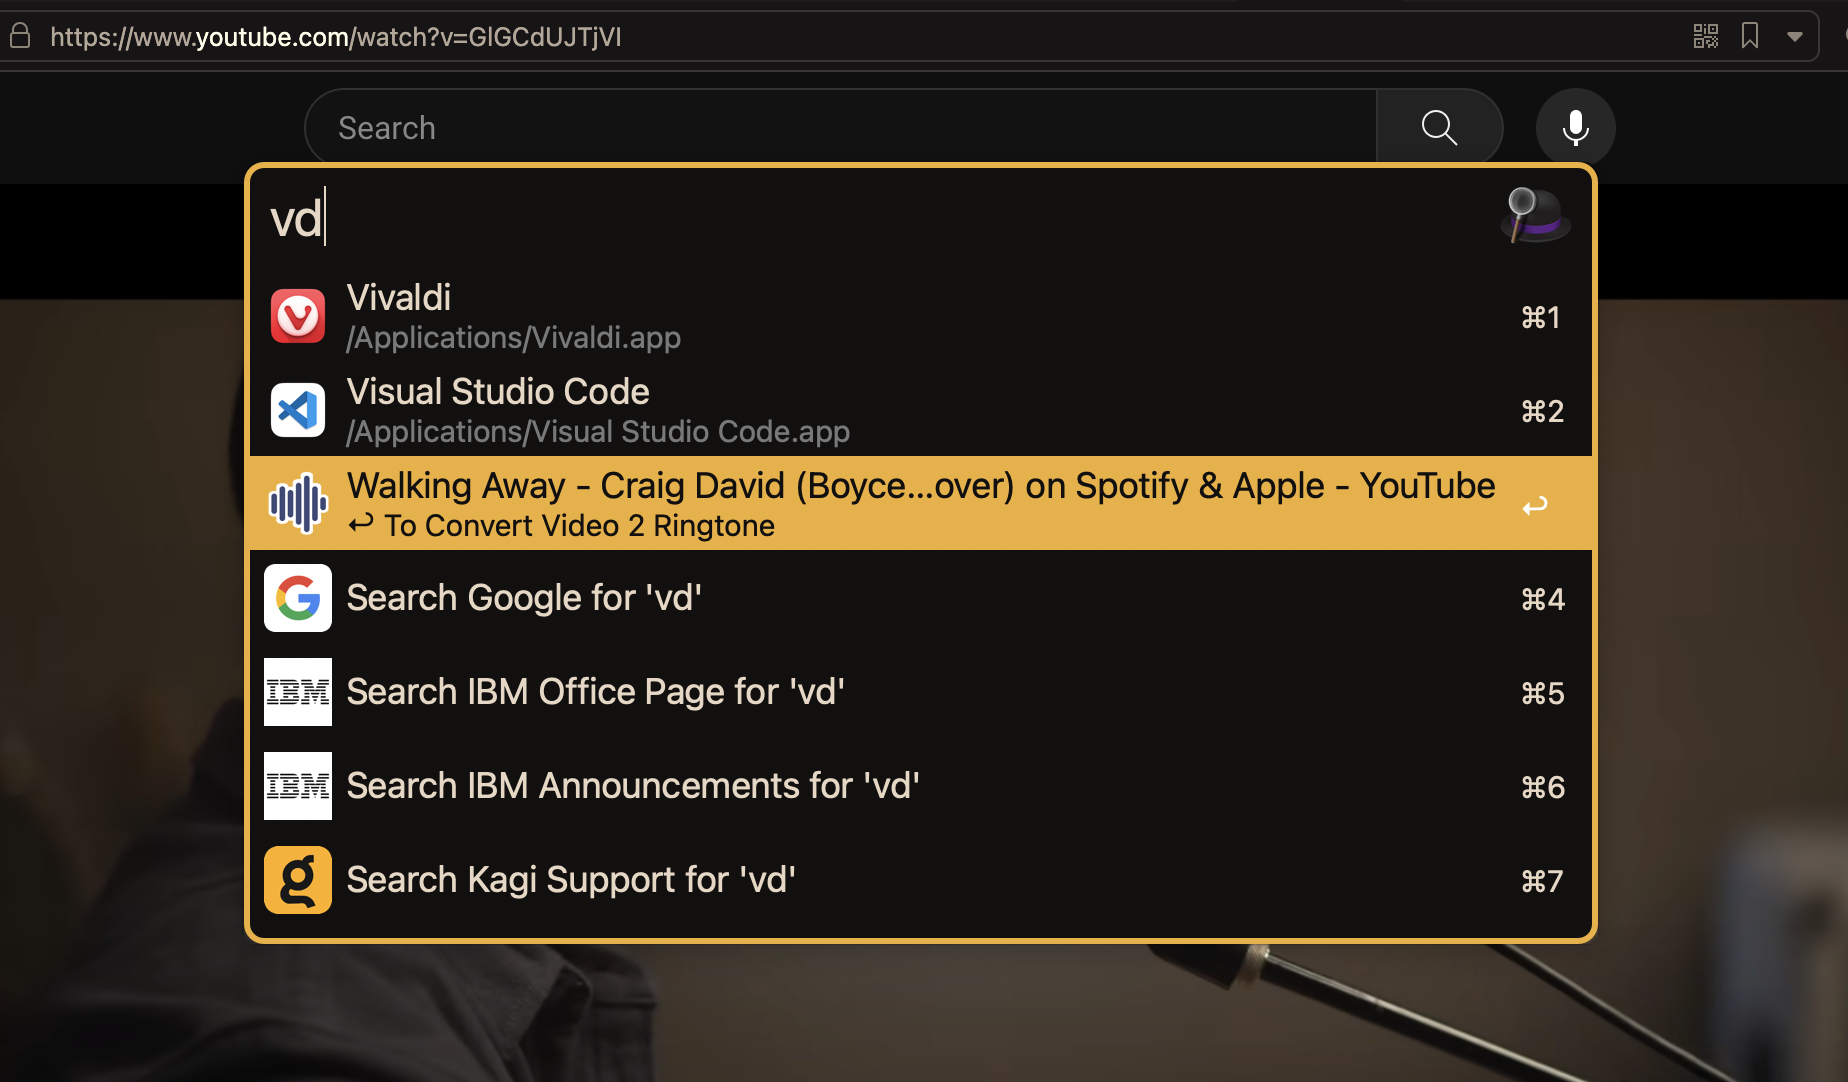 https://www.youtube.com/watch?v=GlGCdUJTjVI
Search
vd
Vivaldi
/Applications/Vivaldi.app
⌘1
Visual Studio Code
/Applications/Visual Studio Code.app
⌘2
Walking Away - Craig David (Boyce...over) on Spotify & Apple - YouTube
↩ To Convert Video 2 Ringtone
↩
Search Google for 'vd'
⌘4
IBM
Search IBM Office Page for 'vd'
⌘5
IBM
Search IBM Announcements for 'vd'
⌘6
g
Search Kagi Support for 'vd'
⌘7